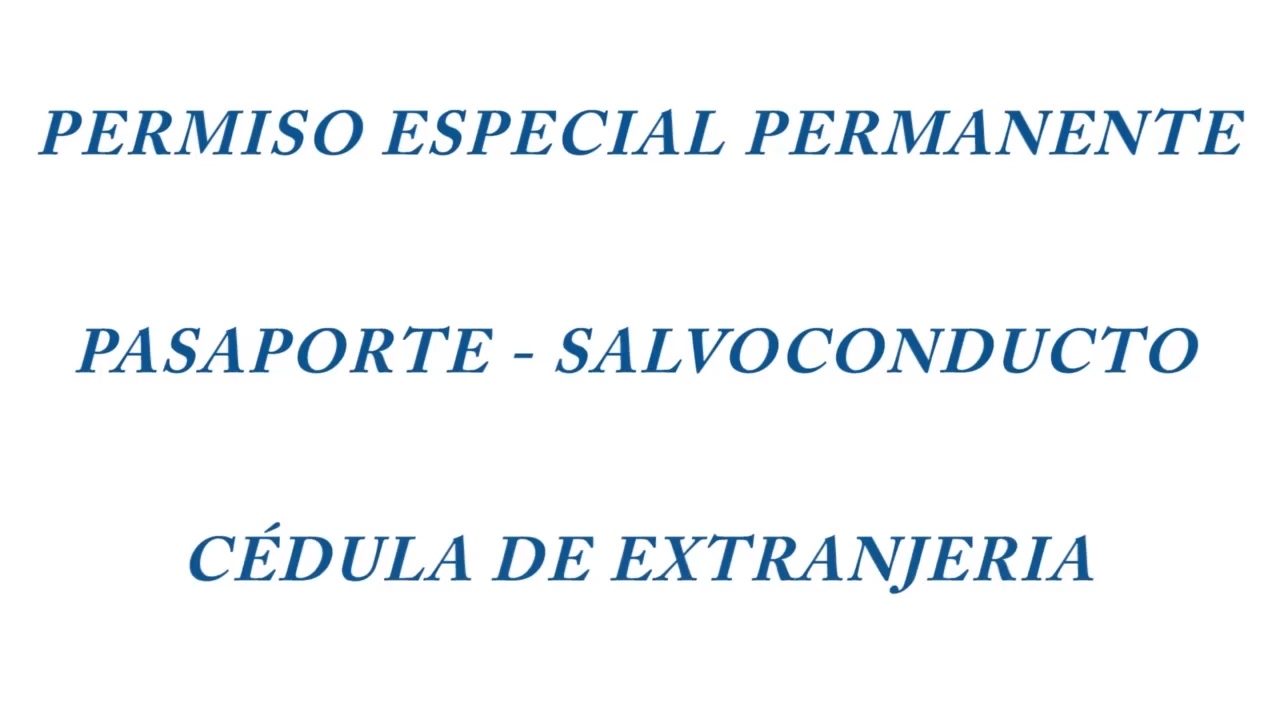 PERMISO ESPECIAL PERMANENTE
PASAPORTE - SALVOCONDUCTO
CÉDULA DE EXTRANJERIA